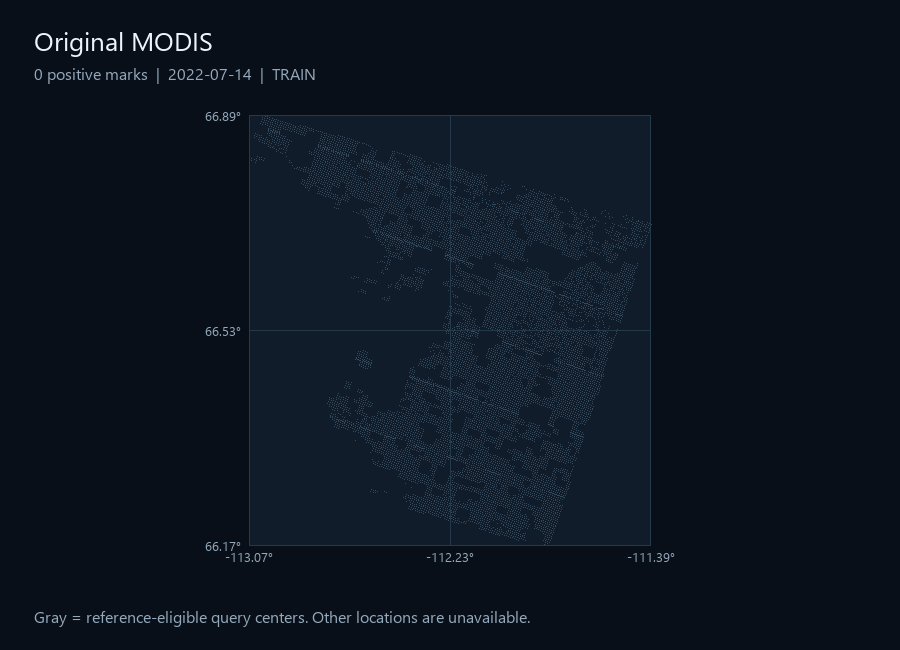 Original MODIS
0 positive marks | 2022-07-14 | TRAIN
66.89°
66.53°
66.17°
-113.07°
-112.23°
-111.39°
Gray = reference-eligible query centers. Other locations are unavailable.